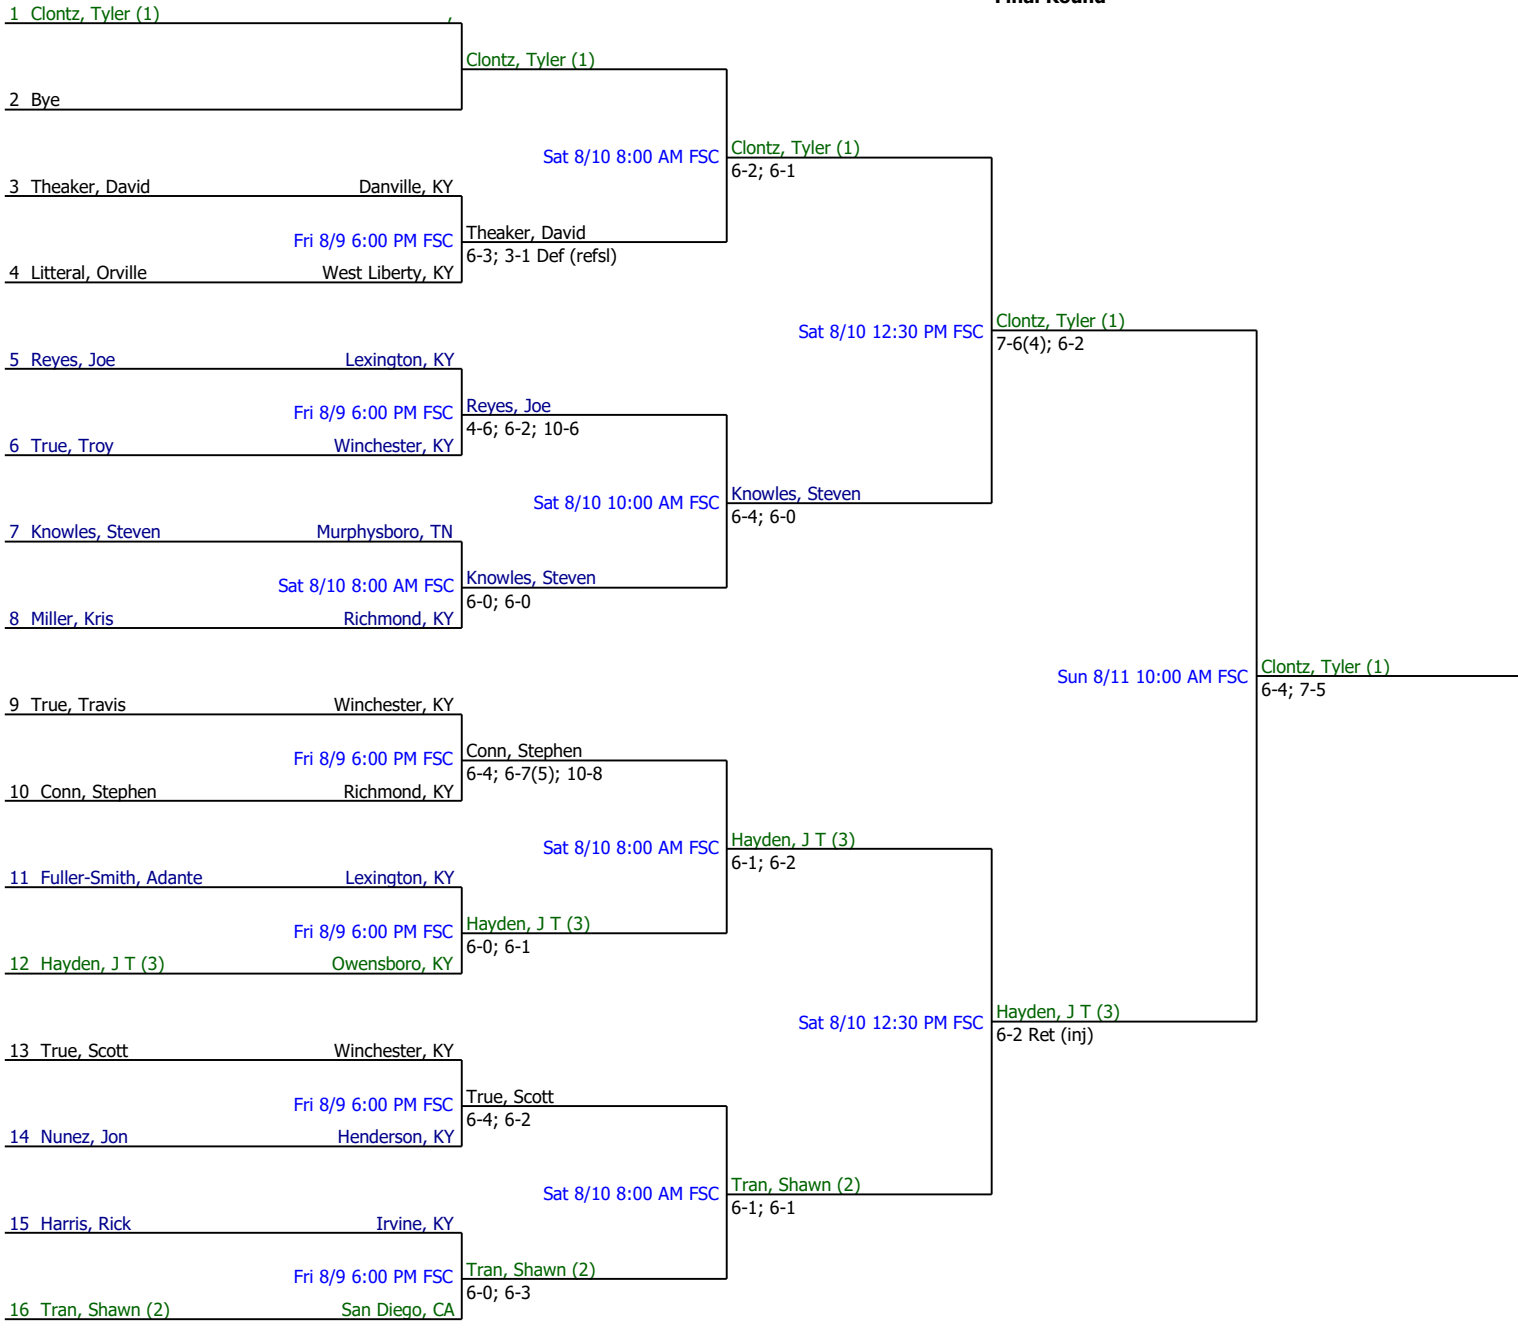 Final Round
1 Clontz, Tyler (1) ,
Clontz, Tyler (1)
2 Bye
Sat 8/10 8:00 AM FSC
Clontz, Tyler (1)
6-2; 6-1
3 Theaker, David Danville, KY
Fri 8/9 6:00 PM FSC
Theaker, David
6-3; 3-1 Def (refsl)
4 Litteral, Orville West Liberty, KY
Sat 8/10 12:30 PM FSC
Clontz, Tyler (1)
7-6(4); 6-2
5 Reyes, Joe Lexington, KY
Fri 8/9 6:00 PM FSC
Reyes, Joe
4-6; 6-2; 10-6
6 True, Troy Winchester, KY
Sat 8/10 10:00 AM FSC
Knowles, Steven
6-4; 6-0
7 Knowles, Steven Murphysboro, TN
Sat 8/10 8:00 AM FSC
Knowles, Steven
6-0; 6-0
8 Miller, Kris Richmond, KY
Sun 8/11 10:00 AM FSC
Clontz, Tyler (1)
6-4; 7-5
9 True, Travis Winchester, KY
Fri 8/9 6:00 PM FSC
Conn, Stephen
6-4; 6-7(5); 10-8
10 Conn, Stephen Richmond, KY
Sat 8/10 8:00 AM FSC
Hayden, J T (3)
6-1; 6-2
11 Fuller-Smith, Adante Lexington, KY
Fri 8/9 6:00 PM FSC
Hayden, J T (3)
6-0; 6-1
12 Hayden, J T (3) Owensboro, KY
Sat 8/10 12:30 PM FSC
Hayden, J T (3)
6-2 Ret (inj)
13 True, Scott Winchester, KY
Fri 8/9 6:00 PM FSC
True, Scott
6-4; 6-2
14 Nunez, Jon Henderson, KY
Sat 8/10 8:00 AM FSC
Tran, Shawn (2)
6-1; 6-1
15 Harris, Rick Irvine, KY
Fri 8/9 6:00 PM FSC
Tran, Shawn (2)
6-0; 6-3
16 Tran, Shawn (2) San Diego, CA